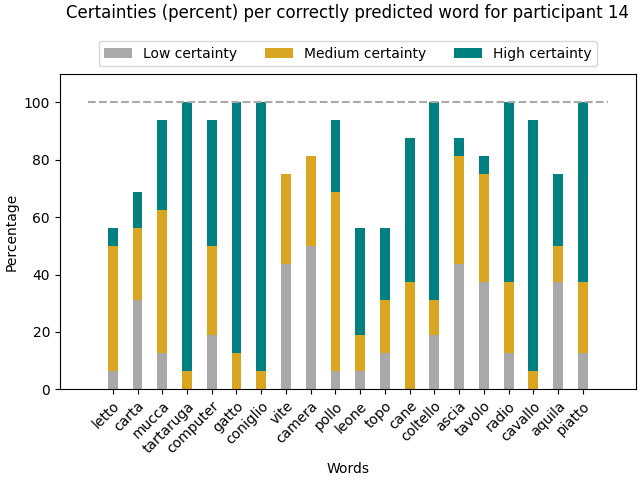 Certainties (percent) per correctly predicted word for participant 14
Low certainty Medium certainty High certainty
100
80
60
40
20
0
Percentage
letto carta mucca tartaruga computer gatto coniglio vite camera pollo leone topo cane coltello ascia tavolo radio cavallo aquila piatto
Words